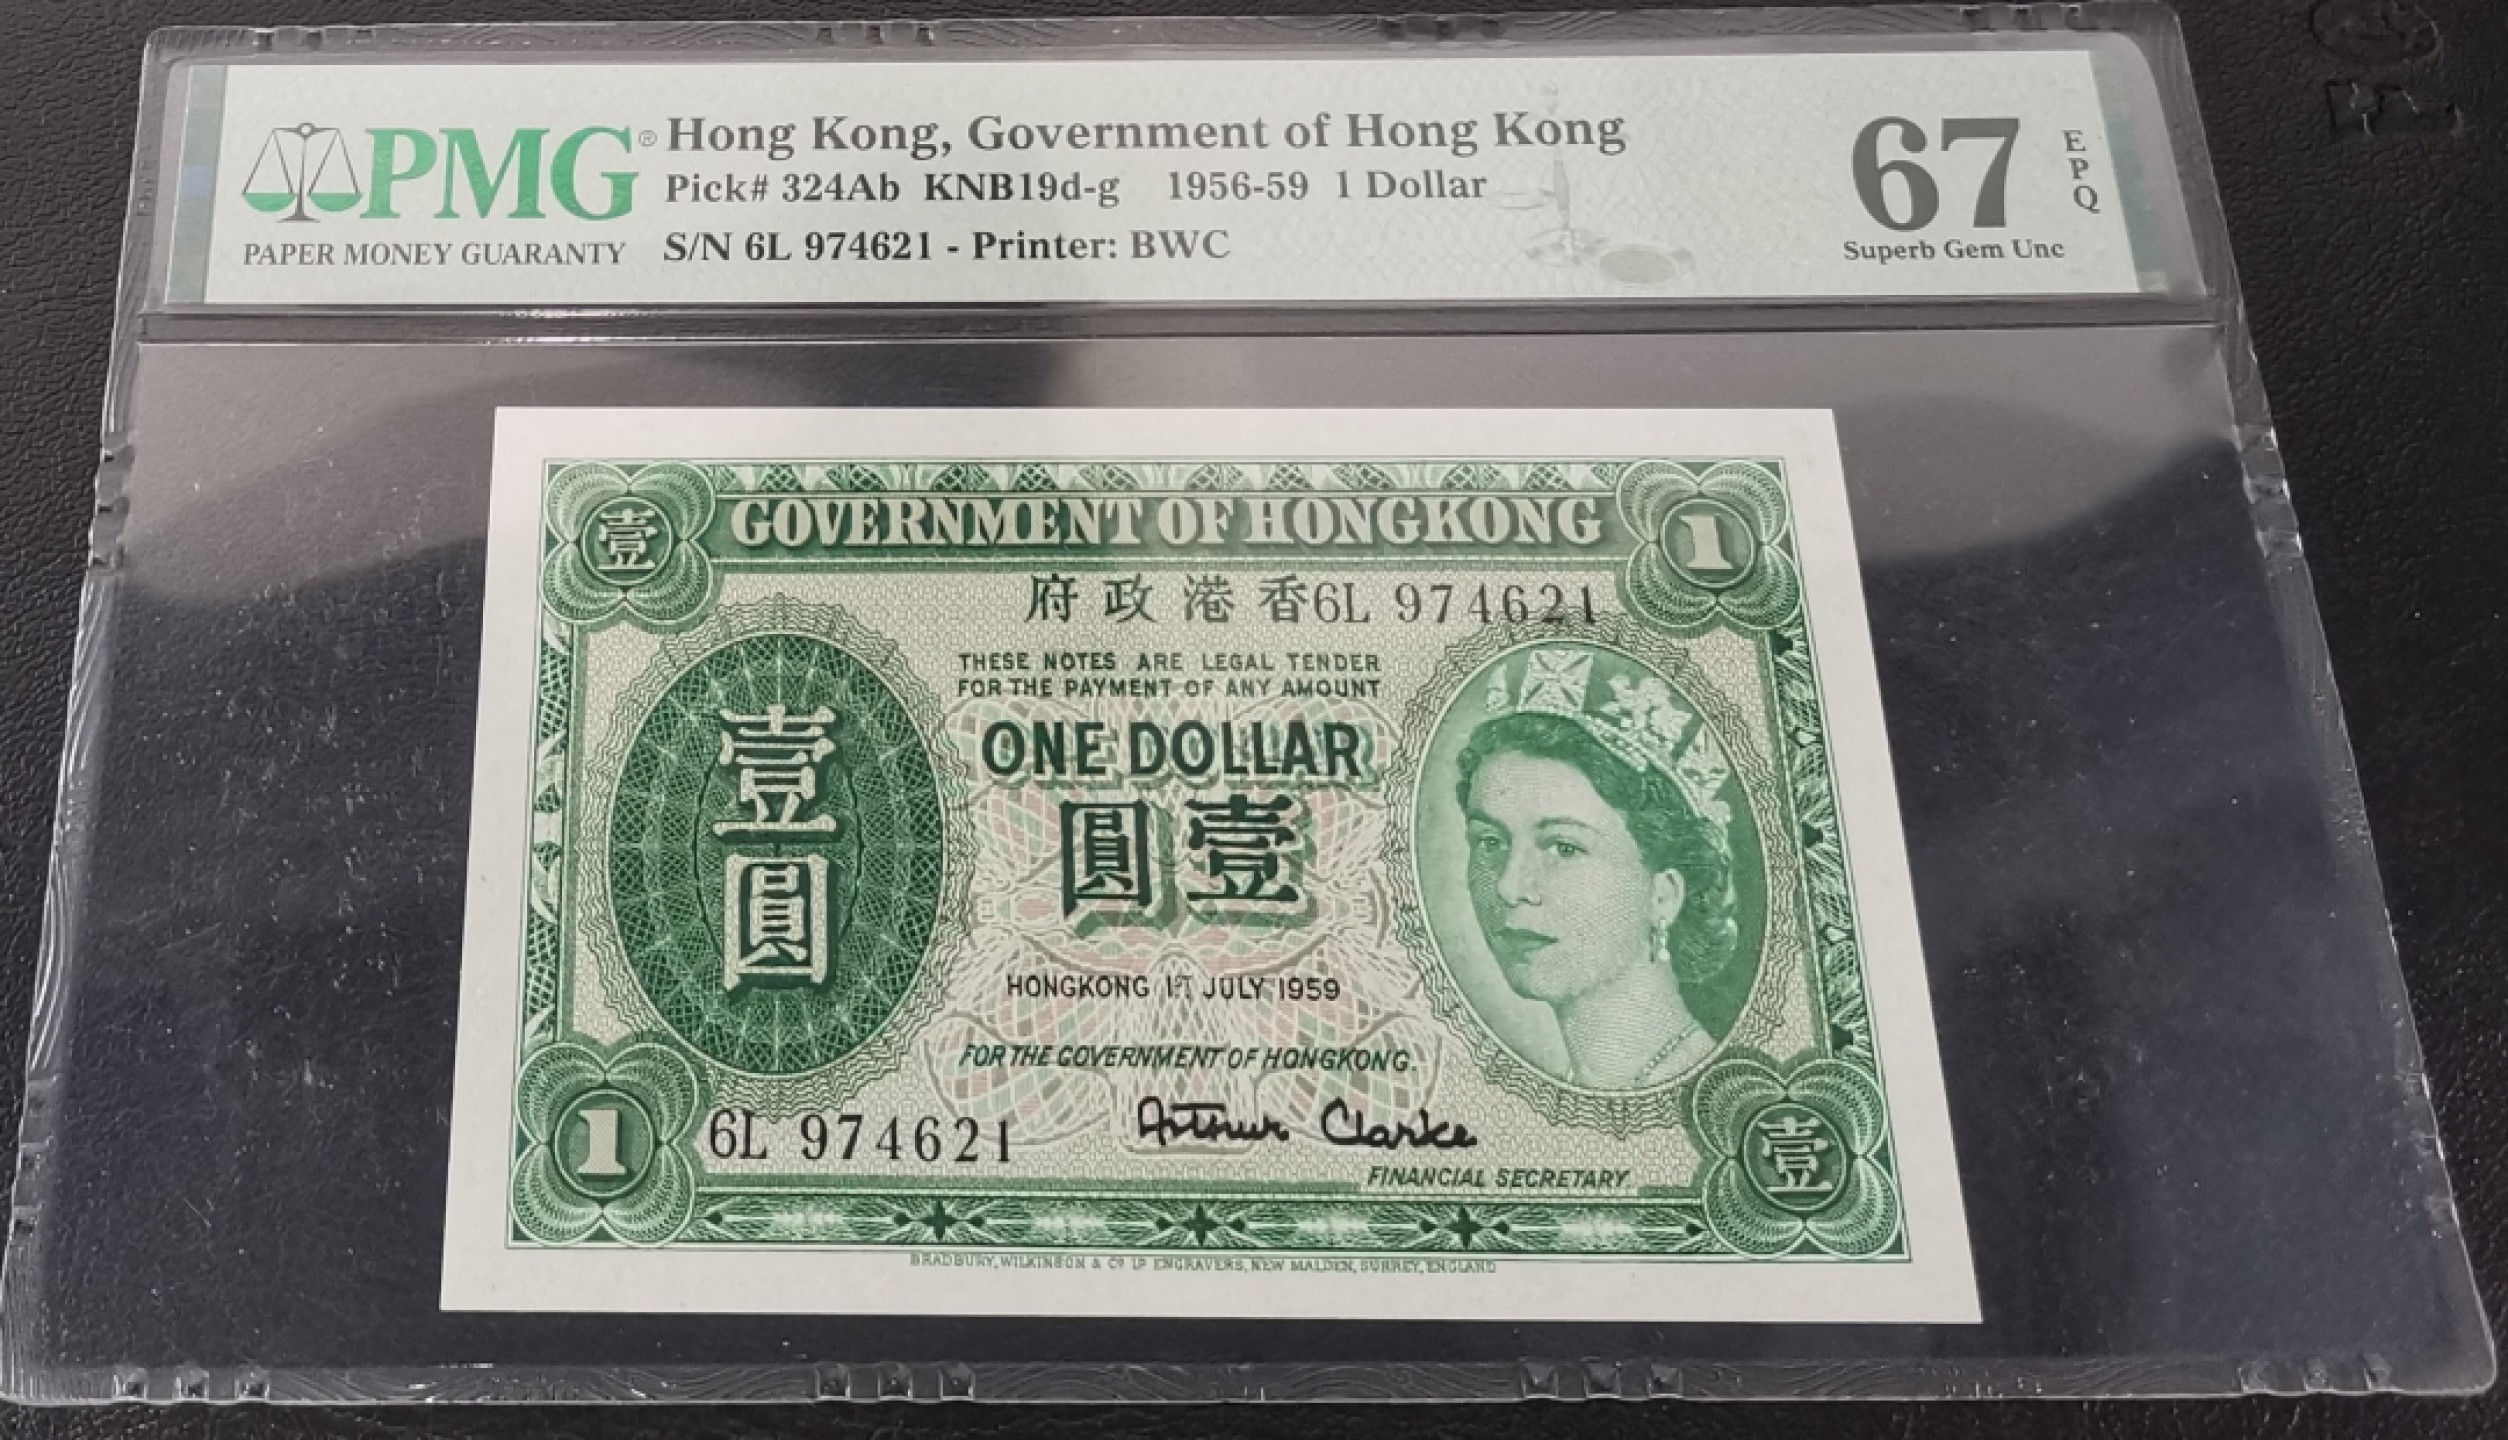 PMG® Hong Kong, Government of Hong Kong
Pick# 324Ab KNB19d-g 1956-59 1 Dollar
PAPER MONEY GUARANTY
S/N 6L 974621 - Printer: BWC
67
EPQ
Superb Gem Unc
壹
GOVERNMENT OF HONGKONG
1
府政港香
6L 974621
THESE NOTES ARE LEGAL TENDER
FOR THE PAYMENT OF ANY AMOUNT
壹圓
ONE DOLLAR
圓壹
HONGKONG 1ST JULY 1959
FOR THE GOVERNMENT OF HONGKONG.
1
6L 974621
Arthur Clarke
FINANCIAL SECRETARY.
壹
BRADBURY, WILKINSON & Co. LD ENGRAVERS, NEW MALDEN, SURREY, ENGLAND